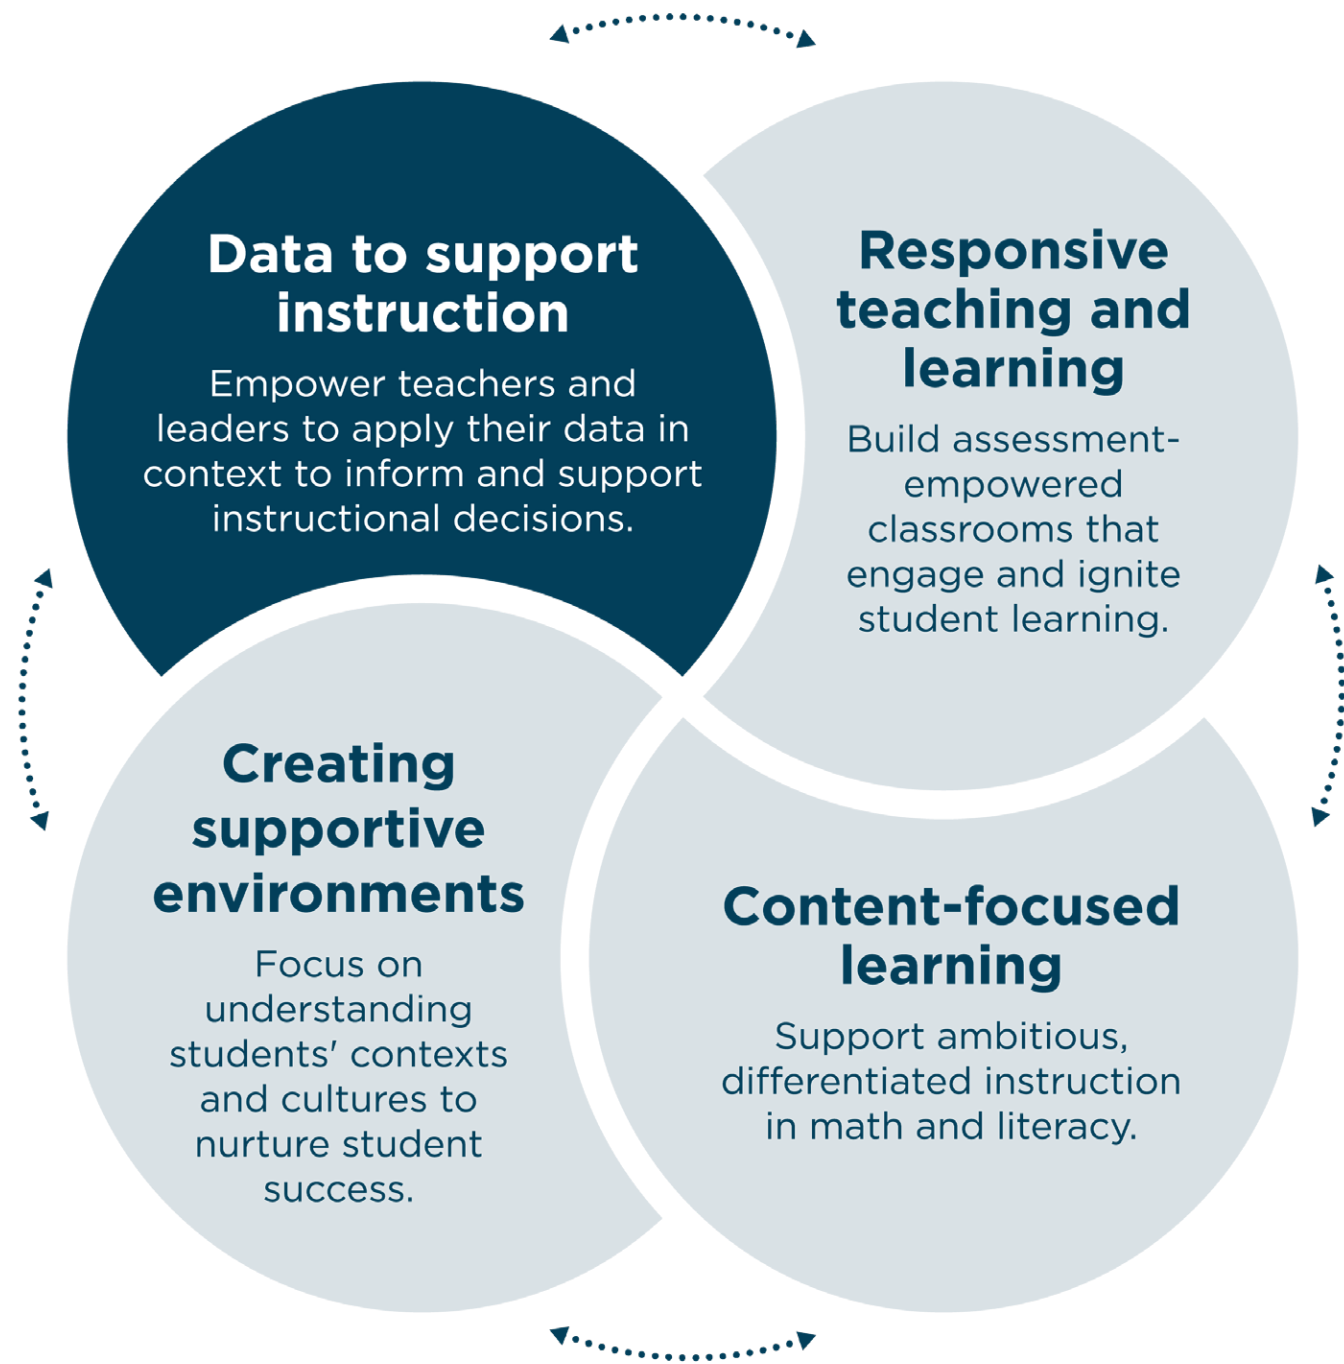 Data to support
instruction
Empower teachers and
leaders to apply their data in
context to inform and support
instructional decisions.
Responsive
teaching and
learning
Build assessment-
empowered
classrooms that
engage and ignite
student learning.
Creating
supportive
environments
Focus on
understanding
students' contexts
and cultures to
nurture student
success.
Content-focused
learning
Support ambitious,
differentiated instruction
in math and literacy.